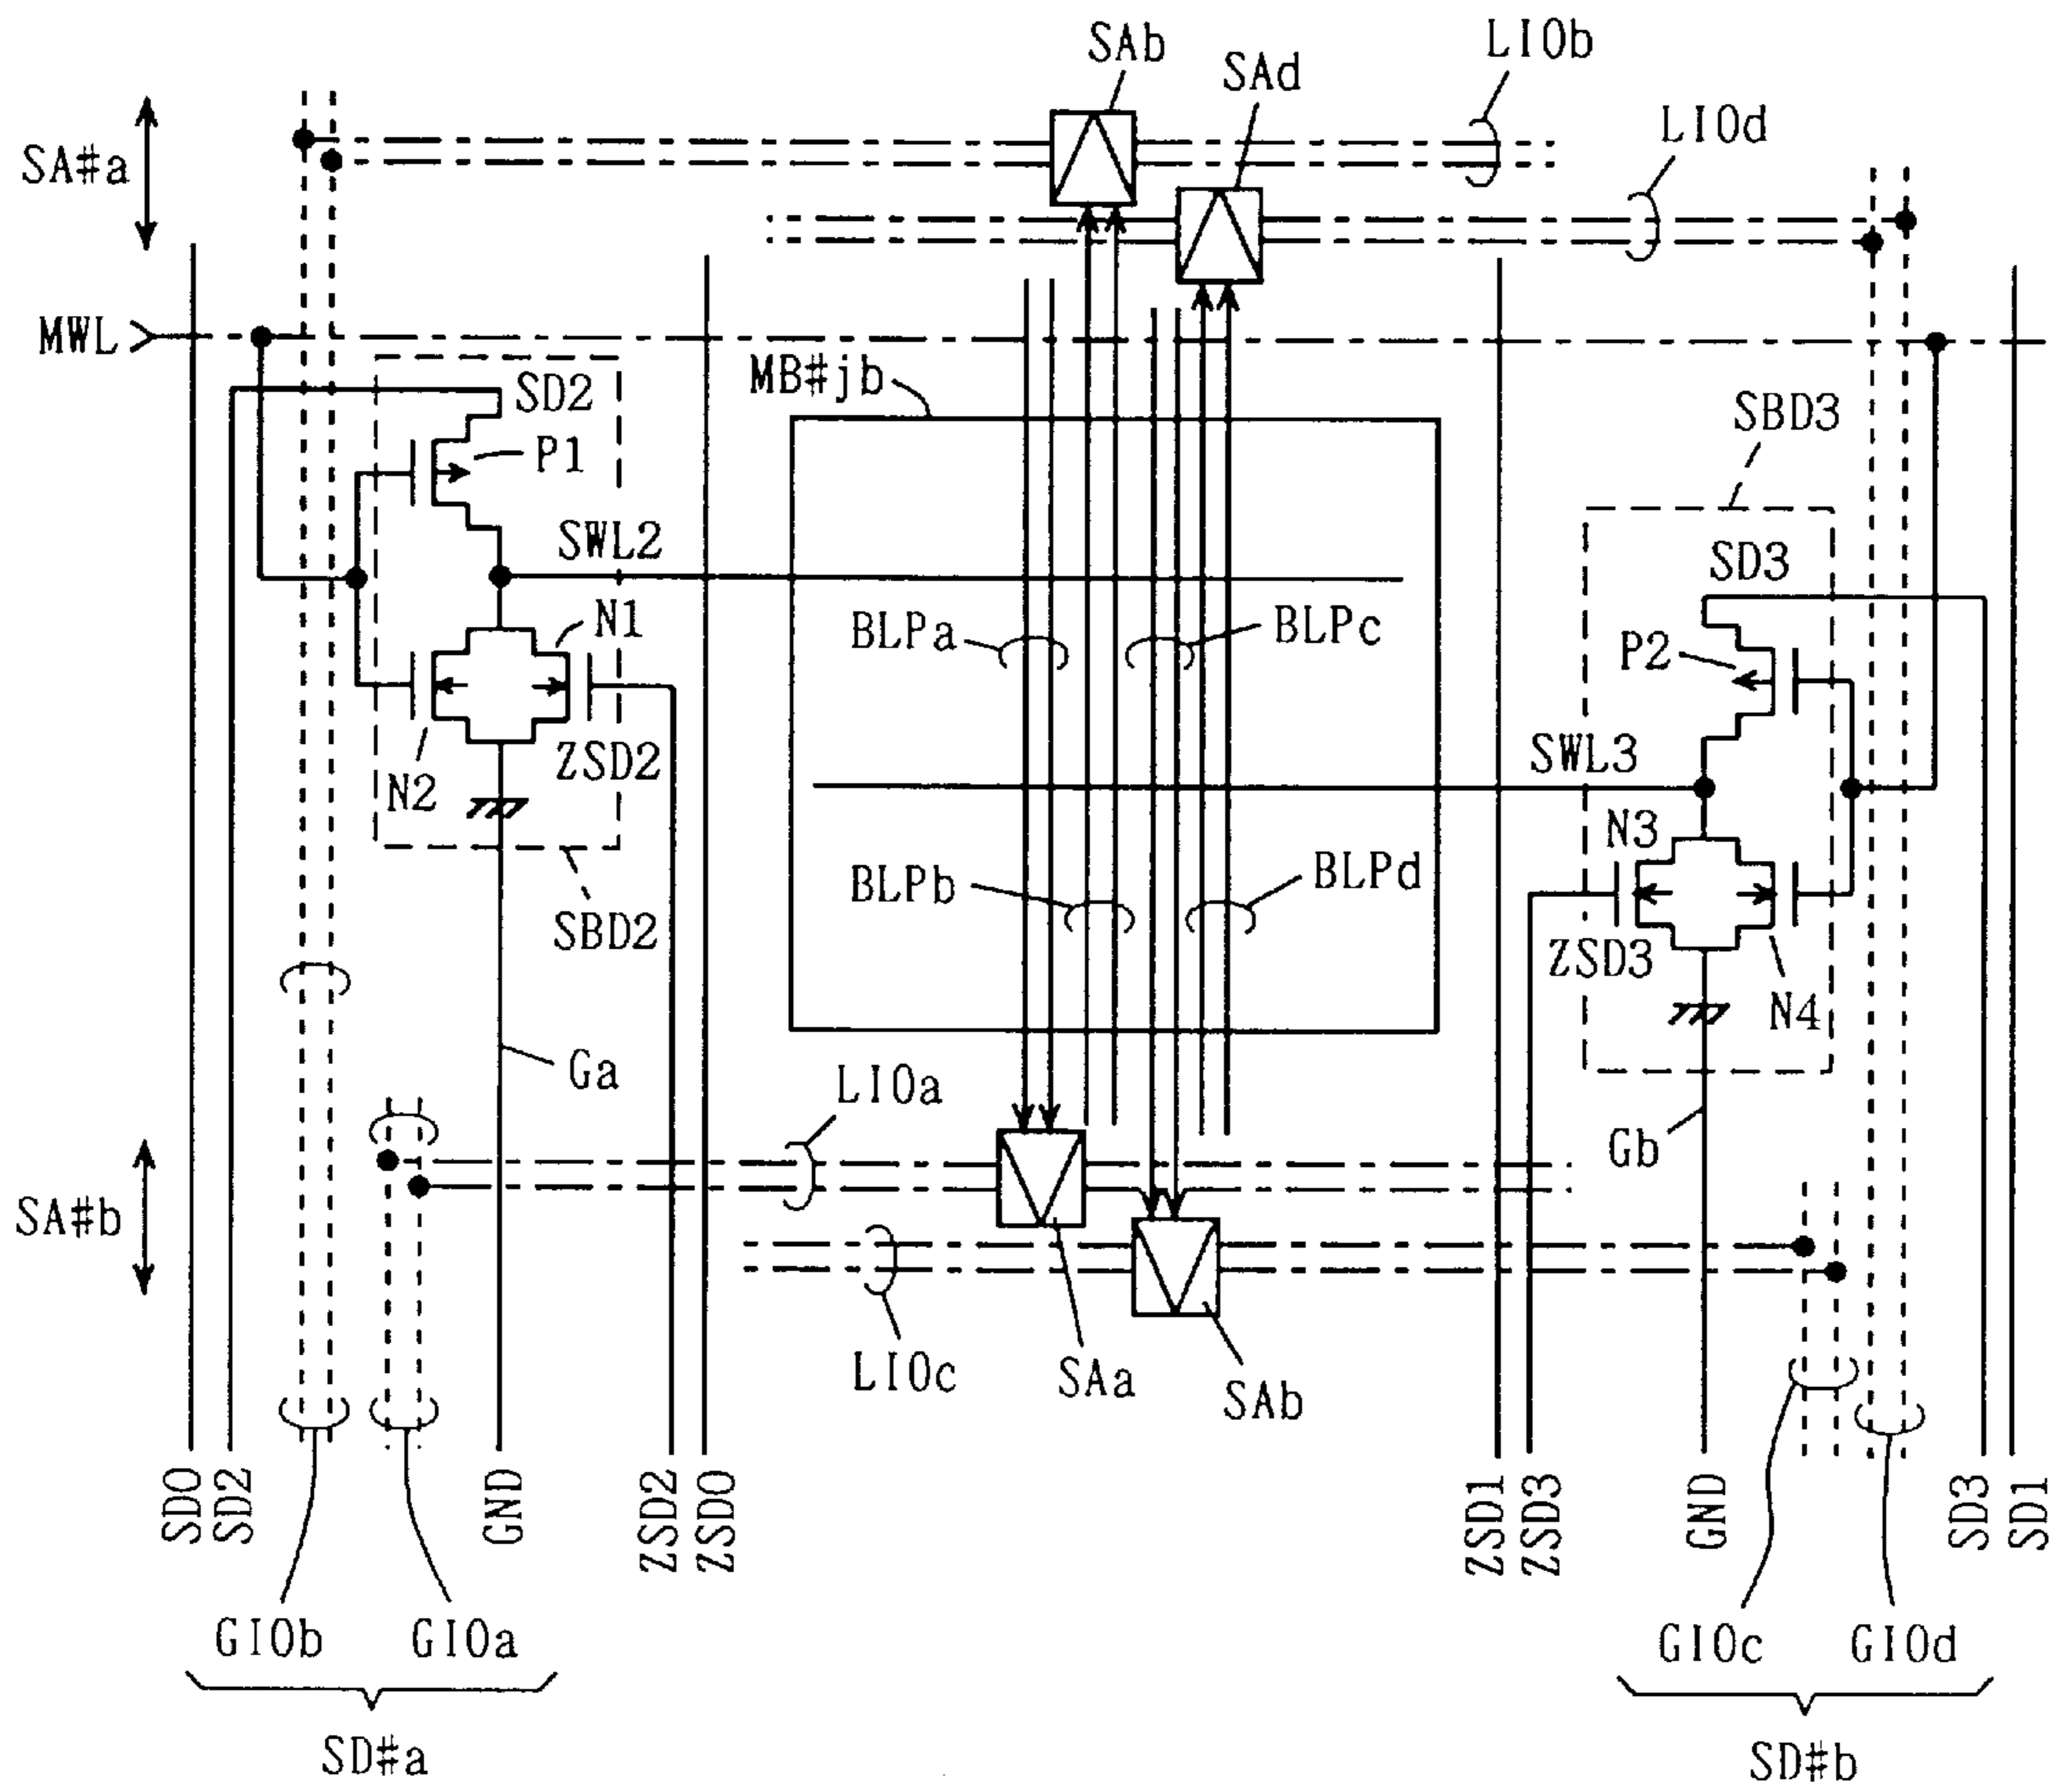 SAb
LIOb
SAd
LIOd
SA#a
MWL
MB#jb
SD2
SBD3
P1
SWL2
SD3
N1
BLPa
BLPc
P2
SWL3
ZSD2
N2
N3
BLPb
BLPd
SBD2
ZSD3
N4
Ga
LIOa
Gb
SA#b
LIOc
SAa
SAb
SD0
SD2
GND
ZSD2
ZSD0
ZSD1
ZSD3
GND
SD3
SD1
GIOb
GIOa
GIOc
GIOd
SD#a
SD#b